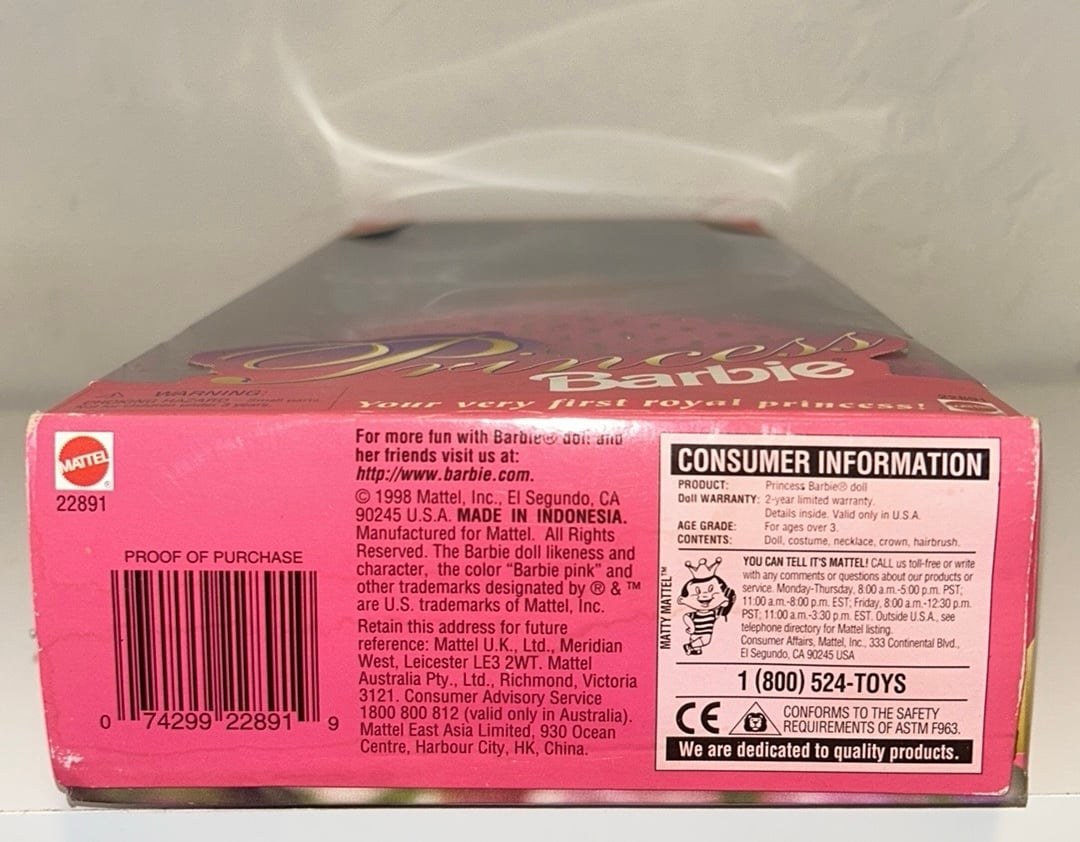 Princess
Barbie
Your very first royal princess!
WARNING:
22891
MATTEL
22891
PROOF OF PURCHASE
0 74299 22891 9
For more fun with Barbie® doll and
her friends visit us at:
http://www.barbie.com.
© 1998 Mattel, Inc., El Segundo, CA
90245 U.S.A. MADE IN INDONESIA.
Manufactured for Mattel. All Rights
Reserved. The Barbie doll likeness and
character, the color "Barbie pink" and
other trademarks designated by ® & ™
are U.S. trademarks of Mattel, Inc.
Retain this address for future
reference: Mattel U.K., Ltd., Meridian
West, Leicester LE3 2WT. Mattel
Australia Pty., Ltd., Richmond, Victoria
3121. Consumer Advisory Service
1800 800 812 (valid only in Australia).
Mattel East Asia Limited, 930 Ocean
Centre, Harbour City, HK, China.
CONSUMER INFORMATION
PRODUCT: Princess Barbie® doll
Doll WARRANTY: 2-year limited warranty.
Details inside. Valid only in U.S.A.
AGE GRADE: For ages over 3.
CONTENTS: Doll, costume, necklace, crown, hairbrush.
MATTY MATTEL™
YOU CAN TELL IT'S MATTEL! CALL us toll-free or write
with any comments or questions about our products or
service. Monday-Thursday, 8:00 a.m.-5:00 p.m. PST;
11:00 a.m.-8:00 p.m. EST; Friday, 8:00 a.m.-12:30 p.m.
PST; 11:00 a.m.-3:30 p.m. EST. Outside U.S.A., see
telephone directory for Mattel listing.
Consumer Affairs, Mattel, Inc., 333 Continental Blvd.,
El Segundo, CA 90245 USA
1 (800) 524-TOYS
CE
CONFORMS TO THE SAFETY
REQUIREMENTS OF ASTM F963.
We are dedicated to quality products.